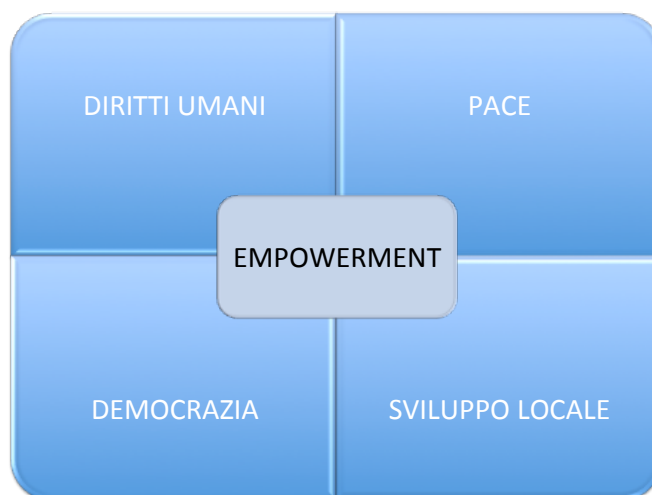 DIRITTI UMANI
PACE
EMPOWERMENT
DEMOCRAZIA
SVILUPPO LOCALE